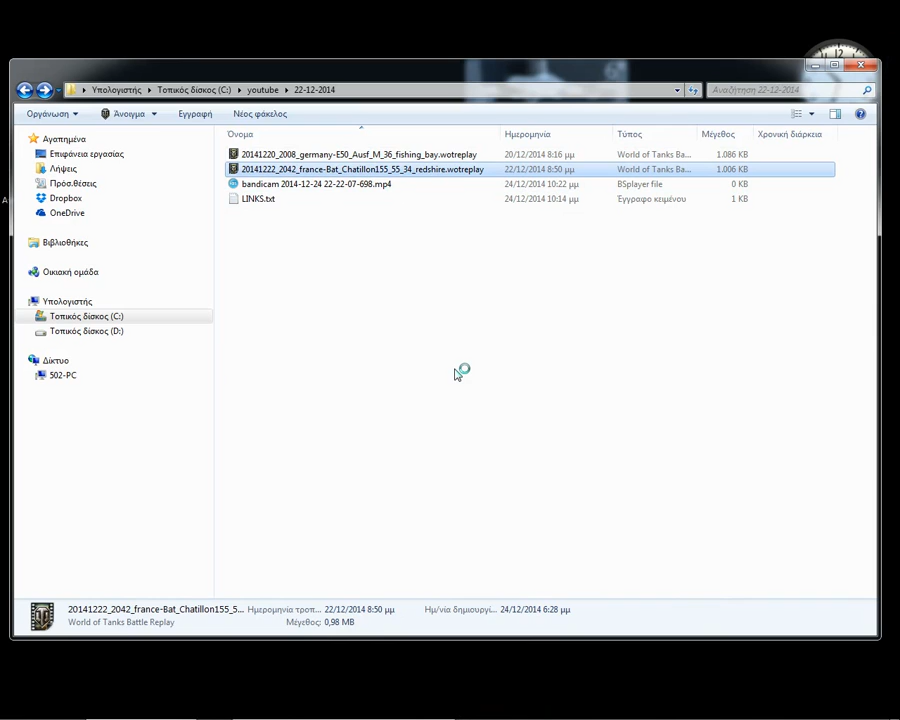 12
Υπολογιστής ▸ Τοπικός δίσκος (C:) ▸ youtube ▸ 22-12-2014
Αναζήτηση 22-12-2014
Οργάνωση Άνοιγμα Εγγραφή Νέος φάκελος
Όνομα Ημερομηνία Τύπος Μέγεθος Χρονική διάρκεια
20141220_2008_germany-E50_Ausf_M_36_fishing_bay.wotreplay 20/12/2014 8:16 μμ World of Tanks Ba... 1.086 KB
20141222_2042_france-Bat_Chatillon155_55_34_redshire.wotreplay 22/12/2014 8:50 μμ World of Tanks Ba... 1.006 KB
bandicam 2014-12-24 22-22-07-698.mp4 24/12/2014 10:22 μμ BSplayer file 0 KB
LINKS.txt 24/12/2014 10:14 μμ Έγγραφο κειμένου 1 KB
Αγαπημένα
Επιφάνεια εργασίας
Λήψεις
Πρόσ.θέσεις
Dropbox
OneDrive
Βιβλιοθήκες
Οικιακή ομάδα
Υπολογιστής
Τοπικός δίσκος (C:)
Τοπικός δίσκος (D:)
Δίκτυο
502-PC
20141222_2042_france-Bat_Chatillon155_5... Ημερομηνία τροπ... 22/12/2014 8:50 μμ Ημ/νία δημιουργί... 24/12/2014 6:28 μμ
World of Tanks Battle Replay Μέγεθος: 0,98 MB